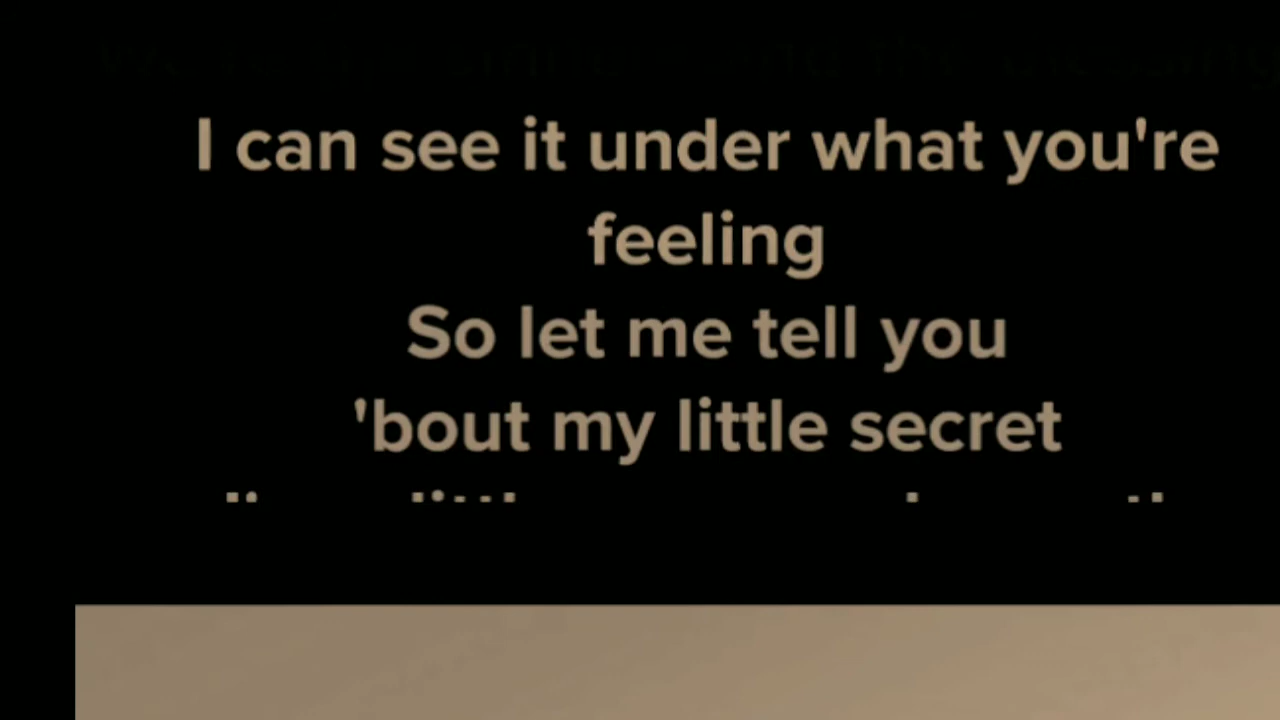 I can see it under what you're
feeling
So let me tell you
'bout my little secret